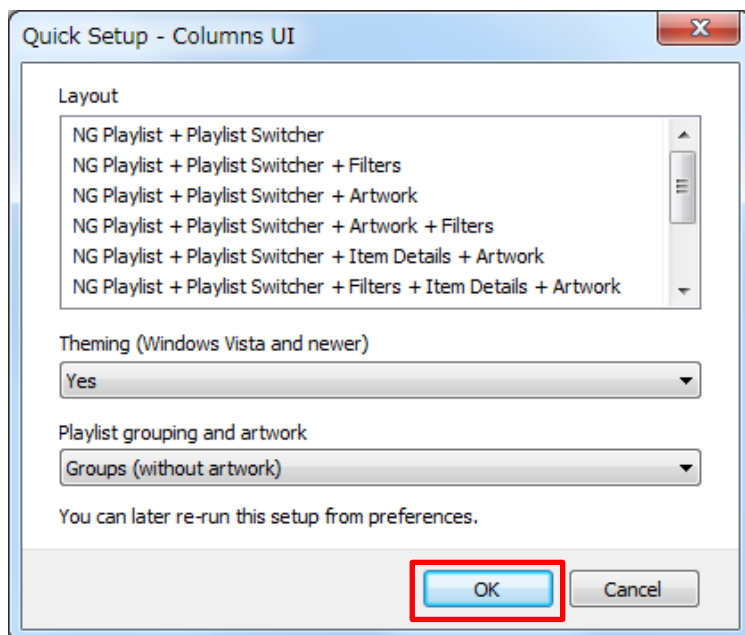 Quick Setup - Columns UI
Layout
NG Playlist + Playlist Switcher
NG Playlist + Playlist Switcher + Filters
NG Playlist + Playlist Switcher + Artwork
NG Playlist + Playlist Switcher + Artwork + Filters
NG Playlist + Playlist Switcher + Item Details + Artwork
NG Playlist + Playlist Switcher + Filters + Item Details + Artwork
Theming (Windows Vista and newer)
Yes
Playlist grouping and artwork
Groups (without artwork)
You can later re-run this setup from preferences.
OK Cancel